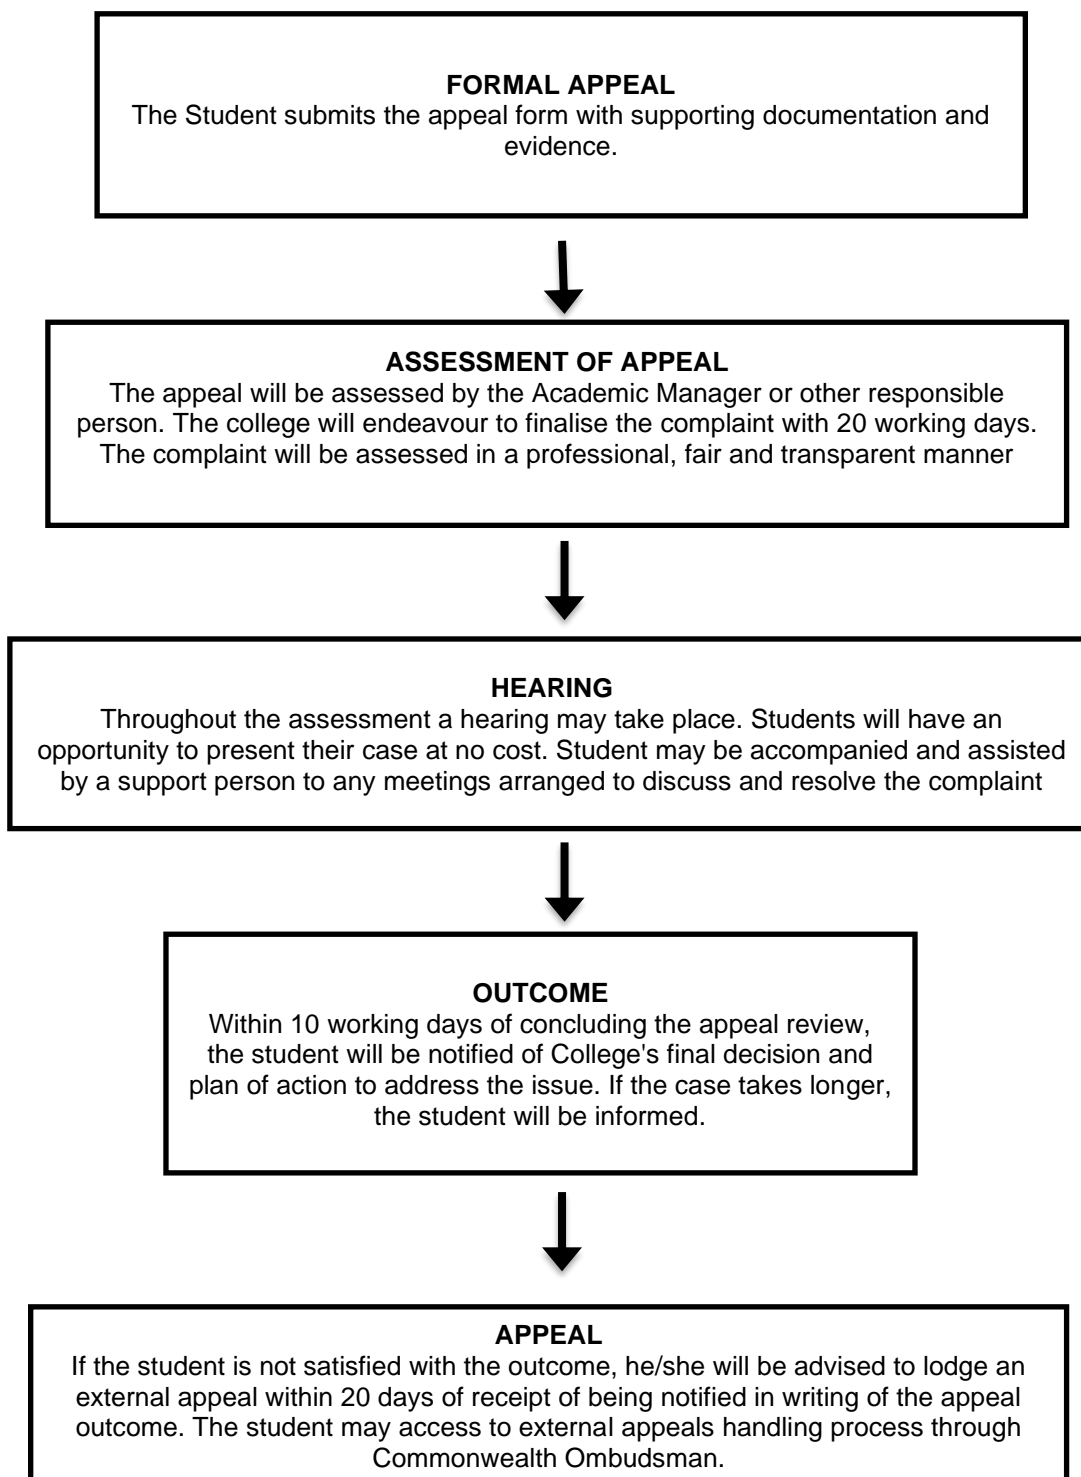 FORMAL APPEAL
The Student submits the appeal form with supporting documentation and
evidence.
ASSESSMENT OF APPEAL
The appeal will be assessed by the Academic Manager or other responsible
person. The college will endeavour to finalise the complaint with 20 working days.
The complaint will be assessed in a professional, fair and transparent manner
HEARING
Throughout the assessment a hearing may take place. Students will have an
opportunity to present their case at no cost. Student may be accompanied and assisted
by a support person to any meetings arranged to discuss and resolve the complaint
OUTCOME
Within 10 working days of concluding the appeal review,
the student will be notified of College's final decision and
plan of action to address the issue. If the case takes longer,
the student will be informed.
APPEAL
If the student is not satisfied with the outcome, he/she will be advised to lodge an
external appeal within 20 days of receipt of being notified in writing of the appeal
outcome. The student may access to external appeals handling process through
Commonwealth Ombudsman.